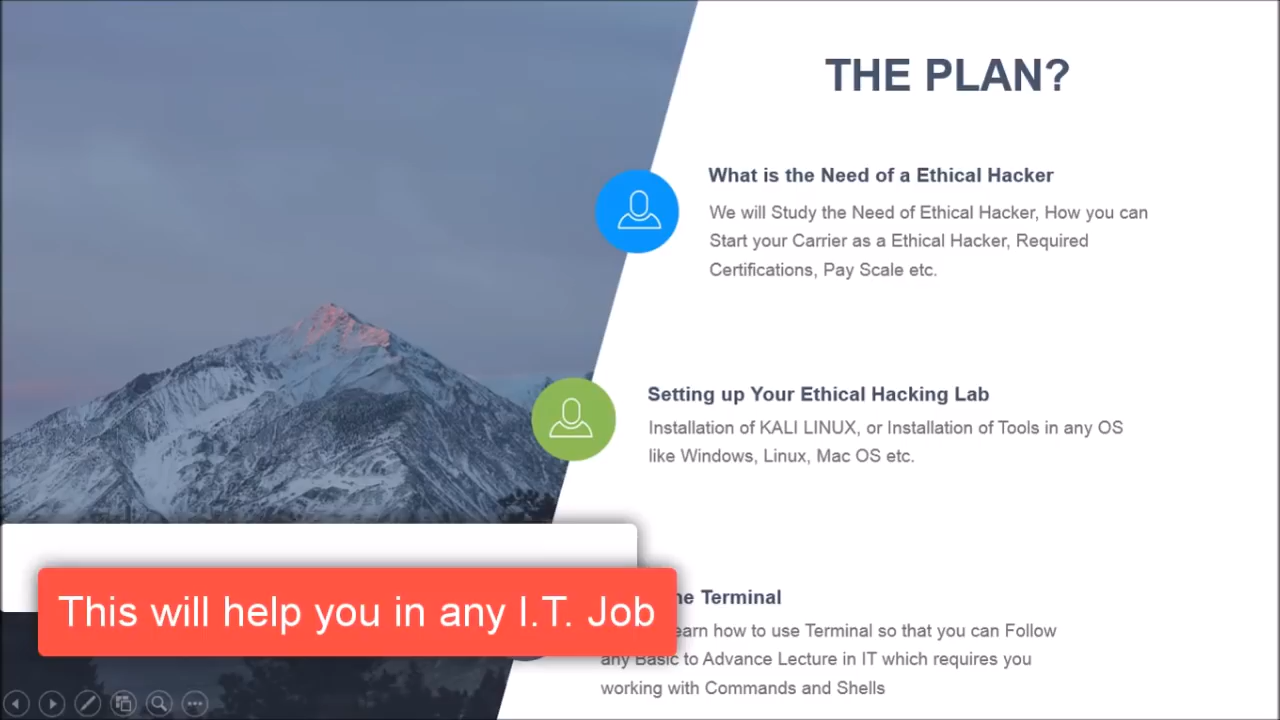 THE PLAN?
What is the Need of a Ethical Hacker
We will Study the Need of Ethical Hacker, How you can
Start your Carrier as a Ethical Hacker, Required
Certifications, Pay Scale etc.
Setting up Your Ethical Hacking Lab
Installation of KALI LINUX, or Installation of Tools in any OS
like Windows, Linux, Mac OS etc.
Terminal
how to use Terminal so that you can Follow
any Basic to Advance Lecture in IT which requires you
working with Commands and Shells
This will help you in any I.T. Job